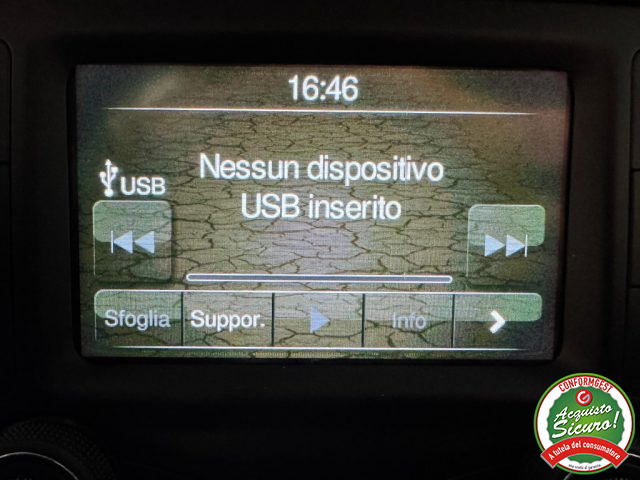 16:46
Nessun dispositivo
USB inserito
USB
Sfoglia
Suppor.
Info
CONFORMGEST
Acquisto
Sicuro!
A tutela del consumatore